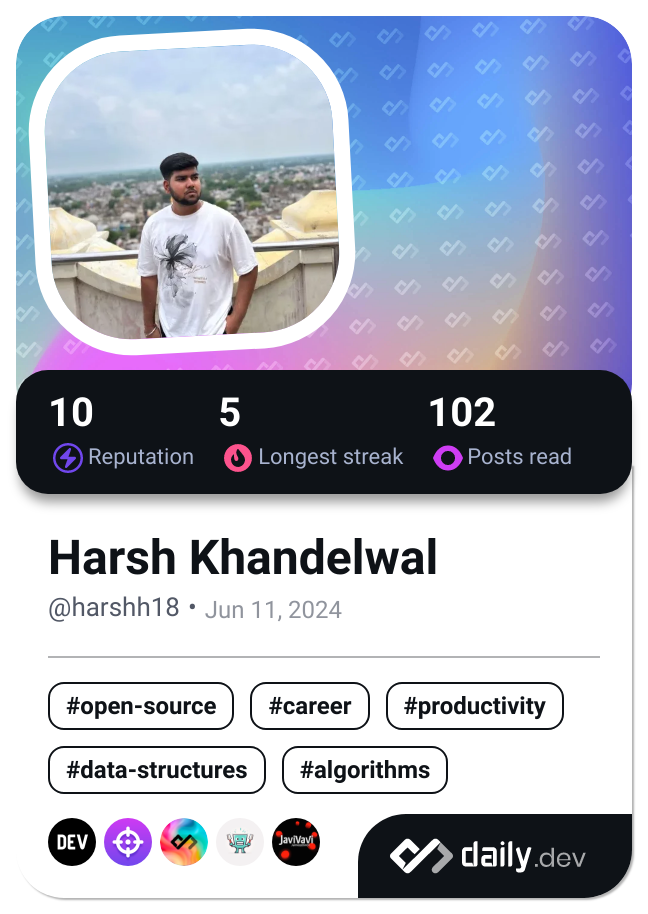 10 5 102
Reputation Longest streak Posts read
Harsh Khandelwal
@harshh18 • Jun 11, 2024
#open-source #career #productivity
#data-structures #algorithms
DEV JaviVavi daily.dev